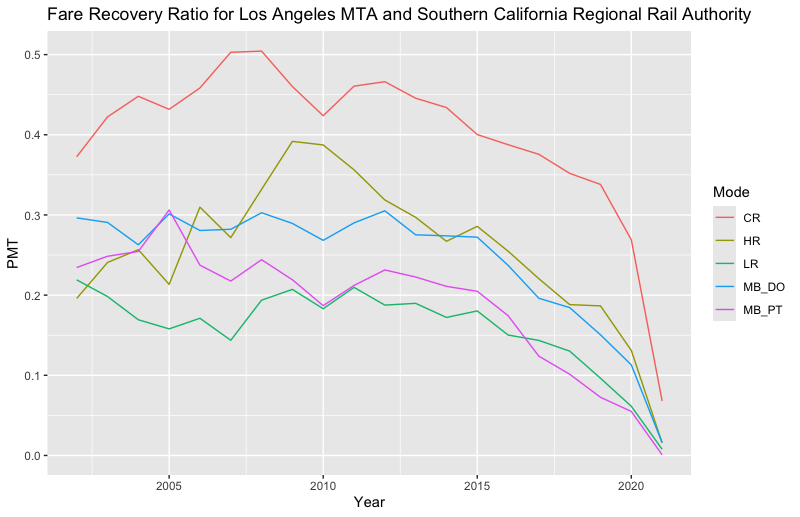 Fare Recovery Ratio for Los Angeles MTA and Southern California Regional Rail Authority
0.5
0.4
0.3
0.2
0.1
0.0
PMT
2005
2010
2015
2020
Year
Mode
CR
HR
LR
MB_DO
MB_PT